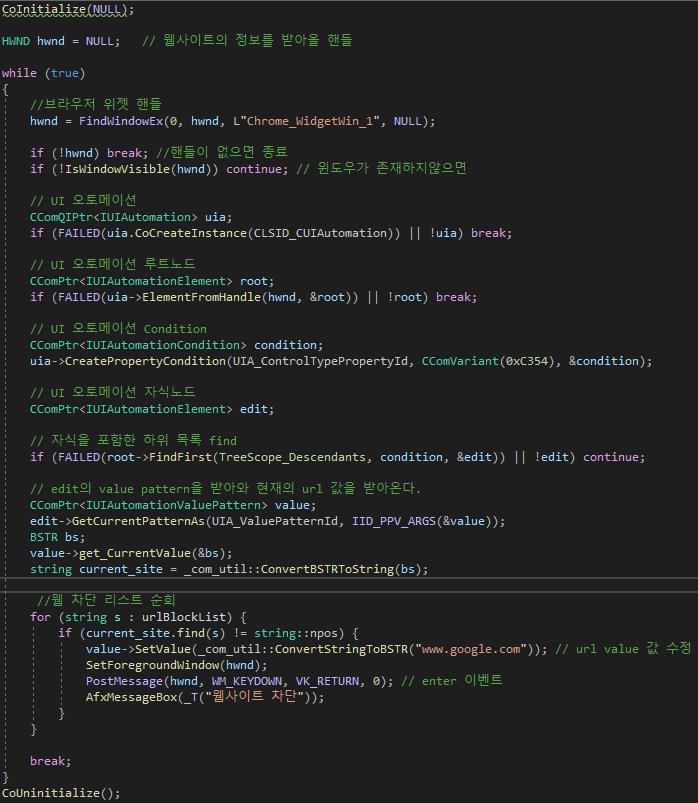 CoInitialize(NULL);
HWND hwnd = NULL;   // 웹사이트의 정보를 받아올 핸들
while (true)
{
    //브라우저 위젯 핸들
    hwnd = FindWindowEx(0, hwnd, L"Chrome_WidgetWin_1", NULL);
    if (!hwnd) break; //핸들이 없으면 종료
    if (!IsWindowVisible(hwnd)) continue; // 윈도우가 존재하지않으면
    // UI 오토메이션
    CComQIPtr<IUIAutomation> uia;
    if (FAILED(uia.CoCreateInstance(CLSID_CUIAutomation)) || !uia) break;
    // UI 오토메이션 루트노드
    CComPtr<IUIAutomationElement> root;
    if (FAILED(uia->ElementFromHandle(hwnd, &root)) || !root) break;
    // UI 오토메이션 Condition
    CComPtr<IUIAutomationCondition> condition;
    uia->CreatePropertyCondition(UIA_ControlTypePropertyId, CComVariant(0xC354), &condition);
    // UI 오토메이션 자식노드
    CComPtr<IUIAutomationElement> edit;
    // 자식을 포함한 하위 목록 find
    if (FAILED(root->FindFirst(TreeScope_Descendants, condition, &edit)) || !edit) continue;
    // edit의 value pattern을 받아와 현재의 url 값을 받아온다.
    CComPtr<IUIAutomationValuePattern> value;
    edit->GetCurrentPatternAs(UIA_ValuePatternId, IID_PPV_ARGS(&value));
    BSTR bs;
    value->get_CurrentValue(&bs);
    string current_site = _com_util::ConvertBSTRToString(bs);
    //웹 차단 리스트 순회
    for (string s : urlBlockList) {
        if (current_site.find(s) != string::npos) {
            value->SetValue(_com_util::ConvertStringToBSTR("www.google.com")); // url value 값 수정
            SetForegroundWindow(hwnd);
            PostMessage(hwnd, WM_KEYDOWN, VK_RETURN, 0); // enter 이벤트
            AfxMessageBox(_T("웹사이트 차단"));
        }
    }
    break;
}
CoUninitialize();